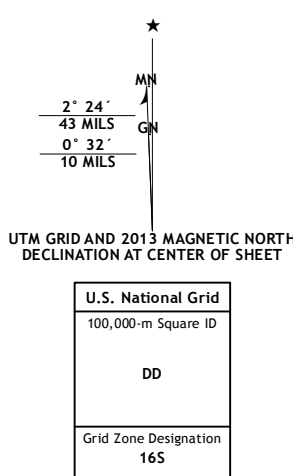 ★
MN
2° 24´
43 MILS
GN
0° 32´
10 MILS
UTM GRID AND 2013 MAGNETIC NORTH
DECLINATION AT CENTER OF SHEET
U.S. National Grid
100,000-m Square ID
DD
Grid Zone Designation
16S